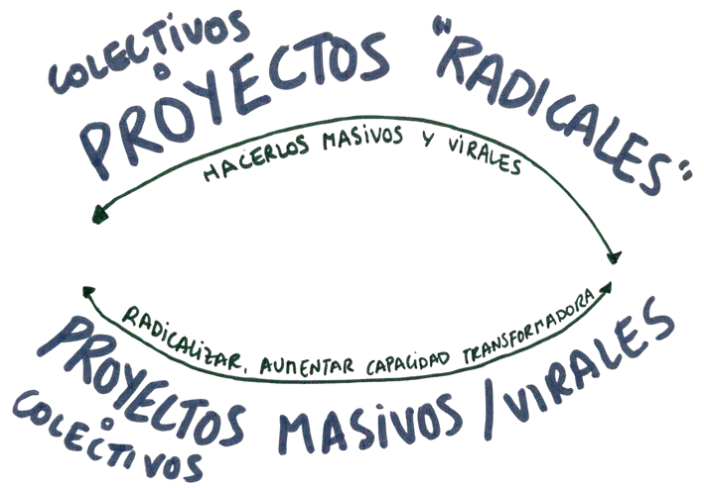 COLECTIVOS
O
PROYECTOS "RADICALES"
HACERLOS MASIVOS Y VIRALES
RADICALIZAR, AUMENTAR CAPACIDAD TRANSFORMADORA
PROYECTOS MASIVOS / VIRALES
O
COLECTIVOS